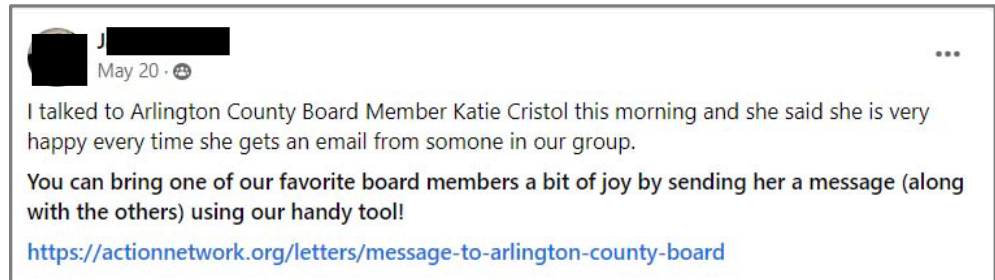 J
May 20 ·
I talked to Arlington County Board Member Katie Cristol this morning and she said she is very
happy every time she gets an email from somone in our group.
You can bring one of our favorite board members a bit of joy by sending her a message (along
with the others) using our handy tool!
https://actionnetwork.org/letters/message-to-arlington-county-board